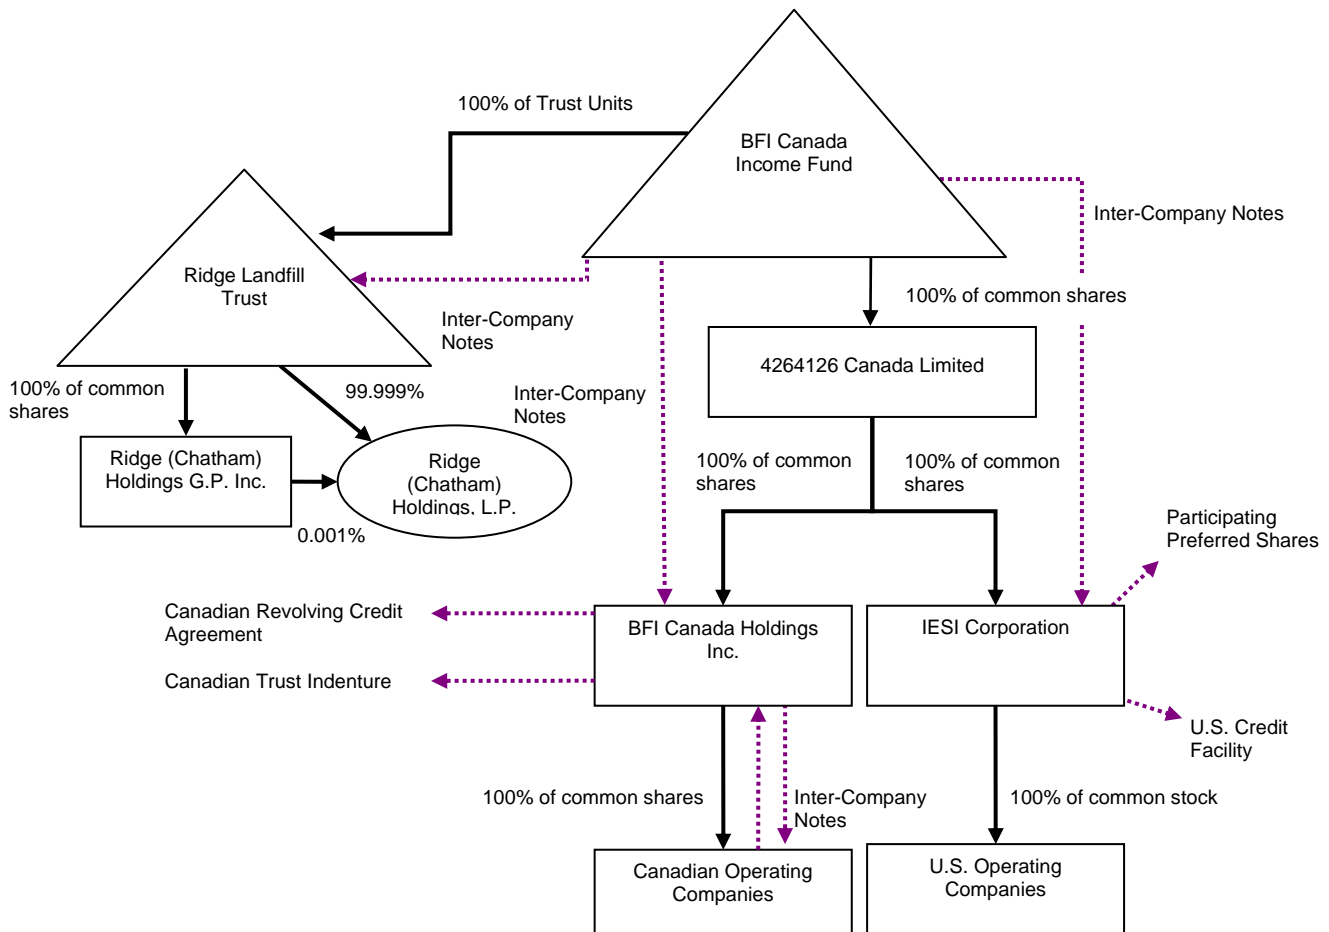 100% of Trust Units
BFI Canada
Income Fund
Inter-Company Notes
Ridge Landfill
Trust
100% of common shares
Inter-Company
Notes
4264126 Canada Limited
100% of common
shares
99.999%
Inter-Company
Notes
Ridge (Chatham)
Holdings G.P. Inc.
Ridge
(Chatham)
Holdings, L.P.
0.001%
100% of common
shares
100% of common
shares
Participating
Preferred Shares
Canadian Revolving Credit
Agreement
BFI Canada Holdings
Inc.
IESI Corporation
Canadian Trust Indenture
U.S. Credit
Facility
100% of common shares
Inter-Company
Notes
100% of common stock
Canadian Operating
Companies
U.S. Operating
Companies